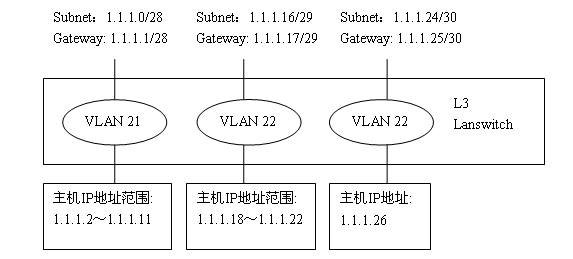 Subnet: 1.1.1.0/28
Gateway: 1.1.1.1/28
Subnet: 1.1.1.16/29
Gateway: 1.1.1.17/29
Subnet: 1.1.1.24/30
Gateway: 1.1.1.25/30
VLAN 21
VLAN 22
VLAN 22
L3
Lanswitch
主机IP地址范围:
1.1.1.2～1.1.1.11
主机IP地址范围:
1.1.1.18～1.1.1.22
主机IP地址:
1.1.1.26